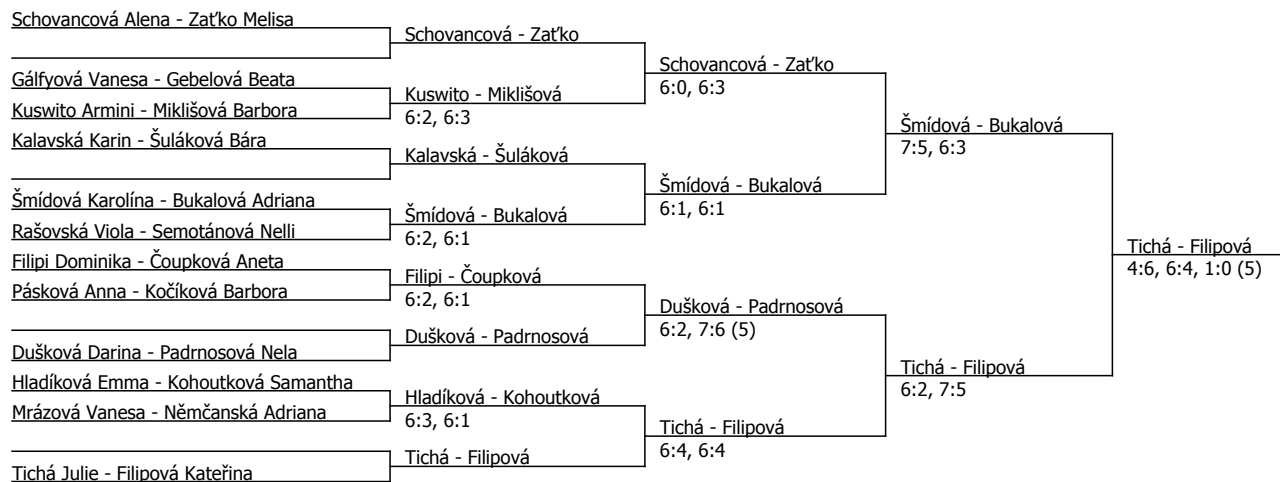 Schovancová Alena - Zaťko Melisa
Gálfyová Vanesa - Gebelová Beata
Kuswito Armini - Miklišová Barbora
Kalavská Karin - Šuláková Bára
Šmídová Karolína - Bukalová Adriana
Rašovská Viola - Semotánová Nelli
Filipi Dominika - Čoupková Aneta
Pásková Anna - Kočíková Barbora
Dušková Darina - Padrnosová Nela
Hladíková Emma - Kohoutková Samantha
Mrázová Vanesa - Němčanská Adriana
Tichá Julie - Filipová Kateřina
Schovancová - Zaťko
Kuswito - Miklišová
6:2, 6:3
Kalavská - Šuláková
Šmídová - Bukalová
6:2, 6:1
Filipi - Čoupková
6:2, 6:1
Dušková - Padrnosová
Hladíková - Kohoutková
6:3, 6:1
Tichá - Filipová
Schovancová - Zaťko
6:0, 6:3
Šmídová - Bukalová
6:1, 6:1
Dušková - Padrnosová
6:2, 7:6 (5)
Tichá - Filipová
6:4, 6:4
Šmídová - Bukalová
7:5, 6:3
Tichá - Filipová
6:2, 7:5
Tichá - Filipová
4:6, 6:4, 1:0 (5)